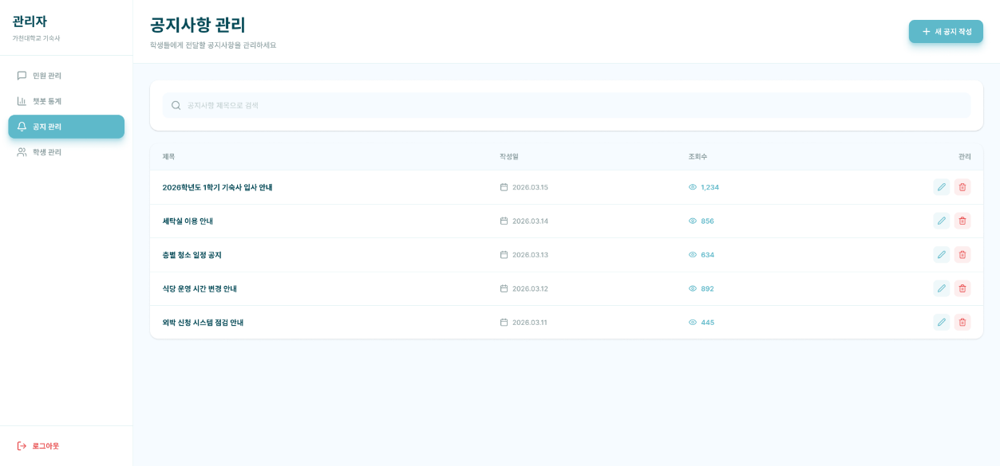 관리자
가천대학교 기숙사
민원 관리
챗봇 통계
공지 관리
학생 관리
로그아웃
공지사항 관리
학생들에게 전달할 공지사항을 관리하세요
새 공지 작성
공지사항 제목으로 검색
제목 작성일 조회수 관리
2026학년도 1학기 기숙사 입사 안내 2026.03.15 1,234
세탁실 이용 안내 2026.03.14 856
층별 청소 일정 공지 2026.03.13 634
식당 운영 시간 변경 안내 2026.03.12 892
외박 신청 시스템 점검 안내 2026.03.11 445